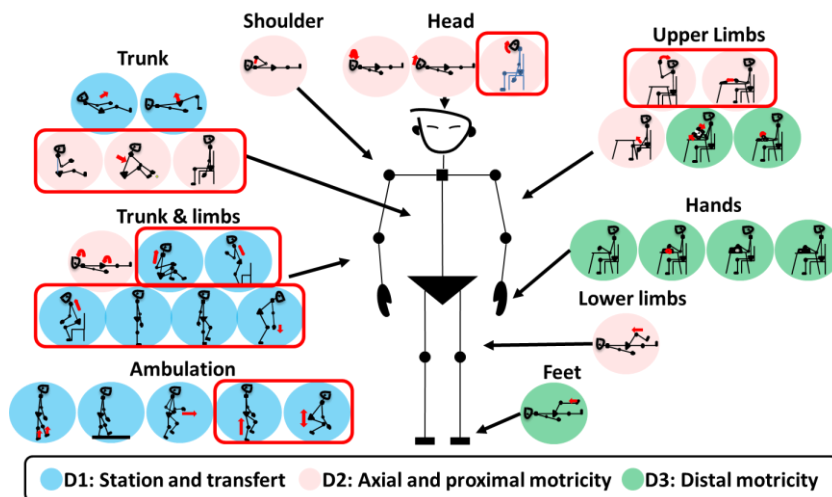 Shoulder
Head
Trunk
Upper Limbs
Trunk & limbs
Hands
Lower limbs
Ambulation
Feet
D1: Station and transfert
D2: Axial and proximal motricity
D3: Distal motricity